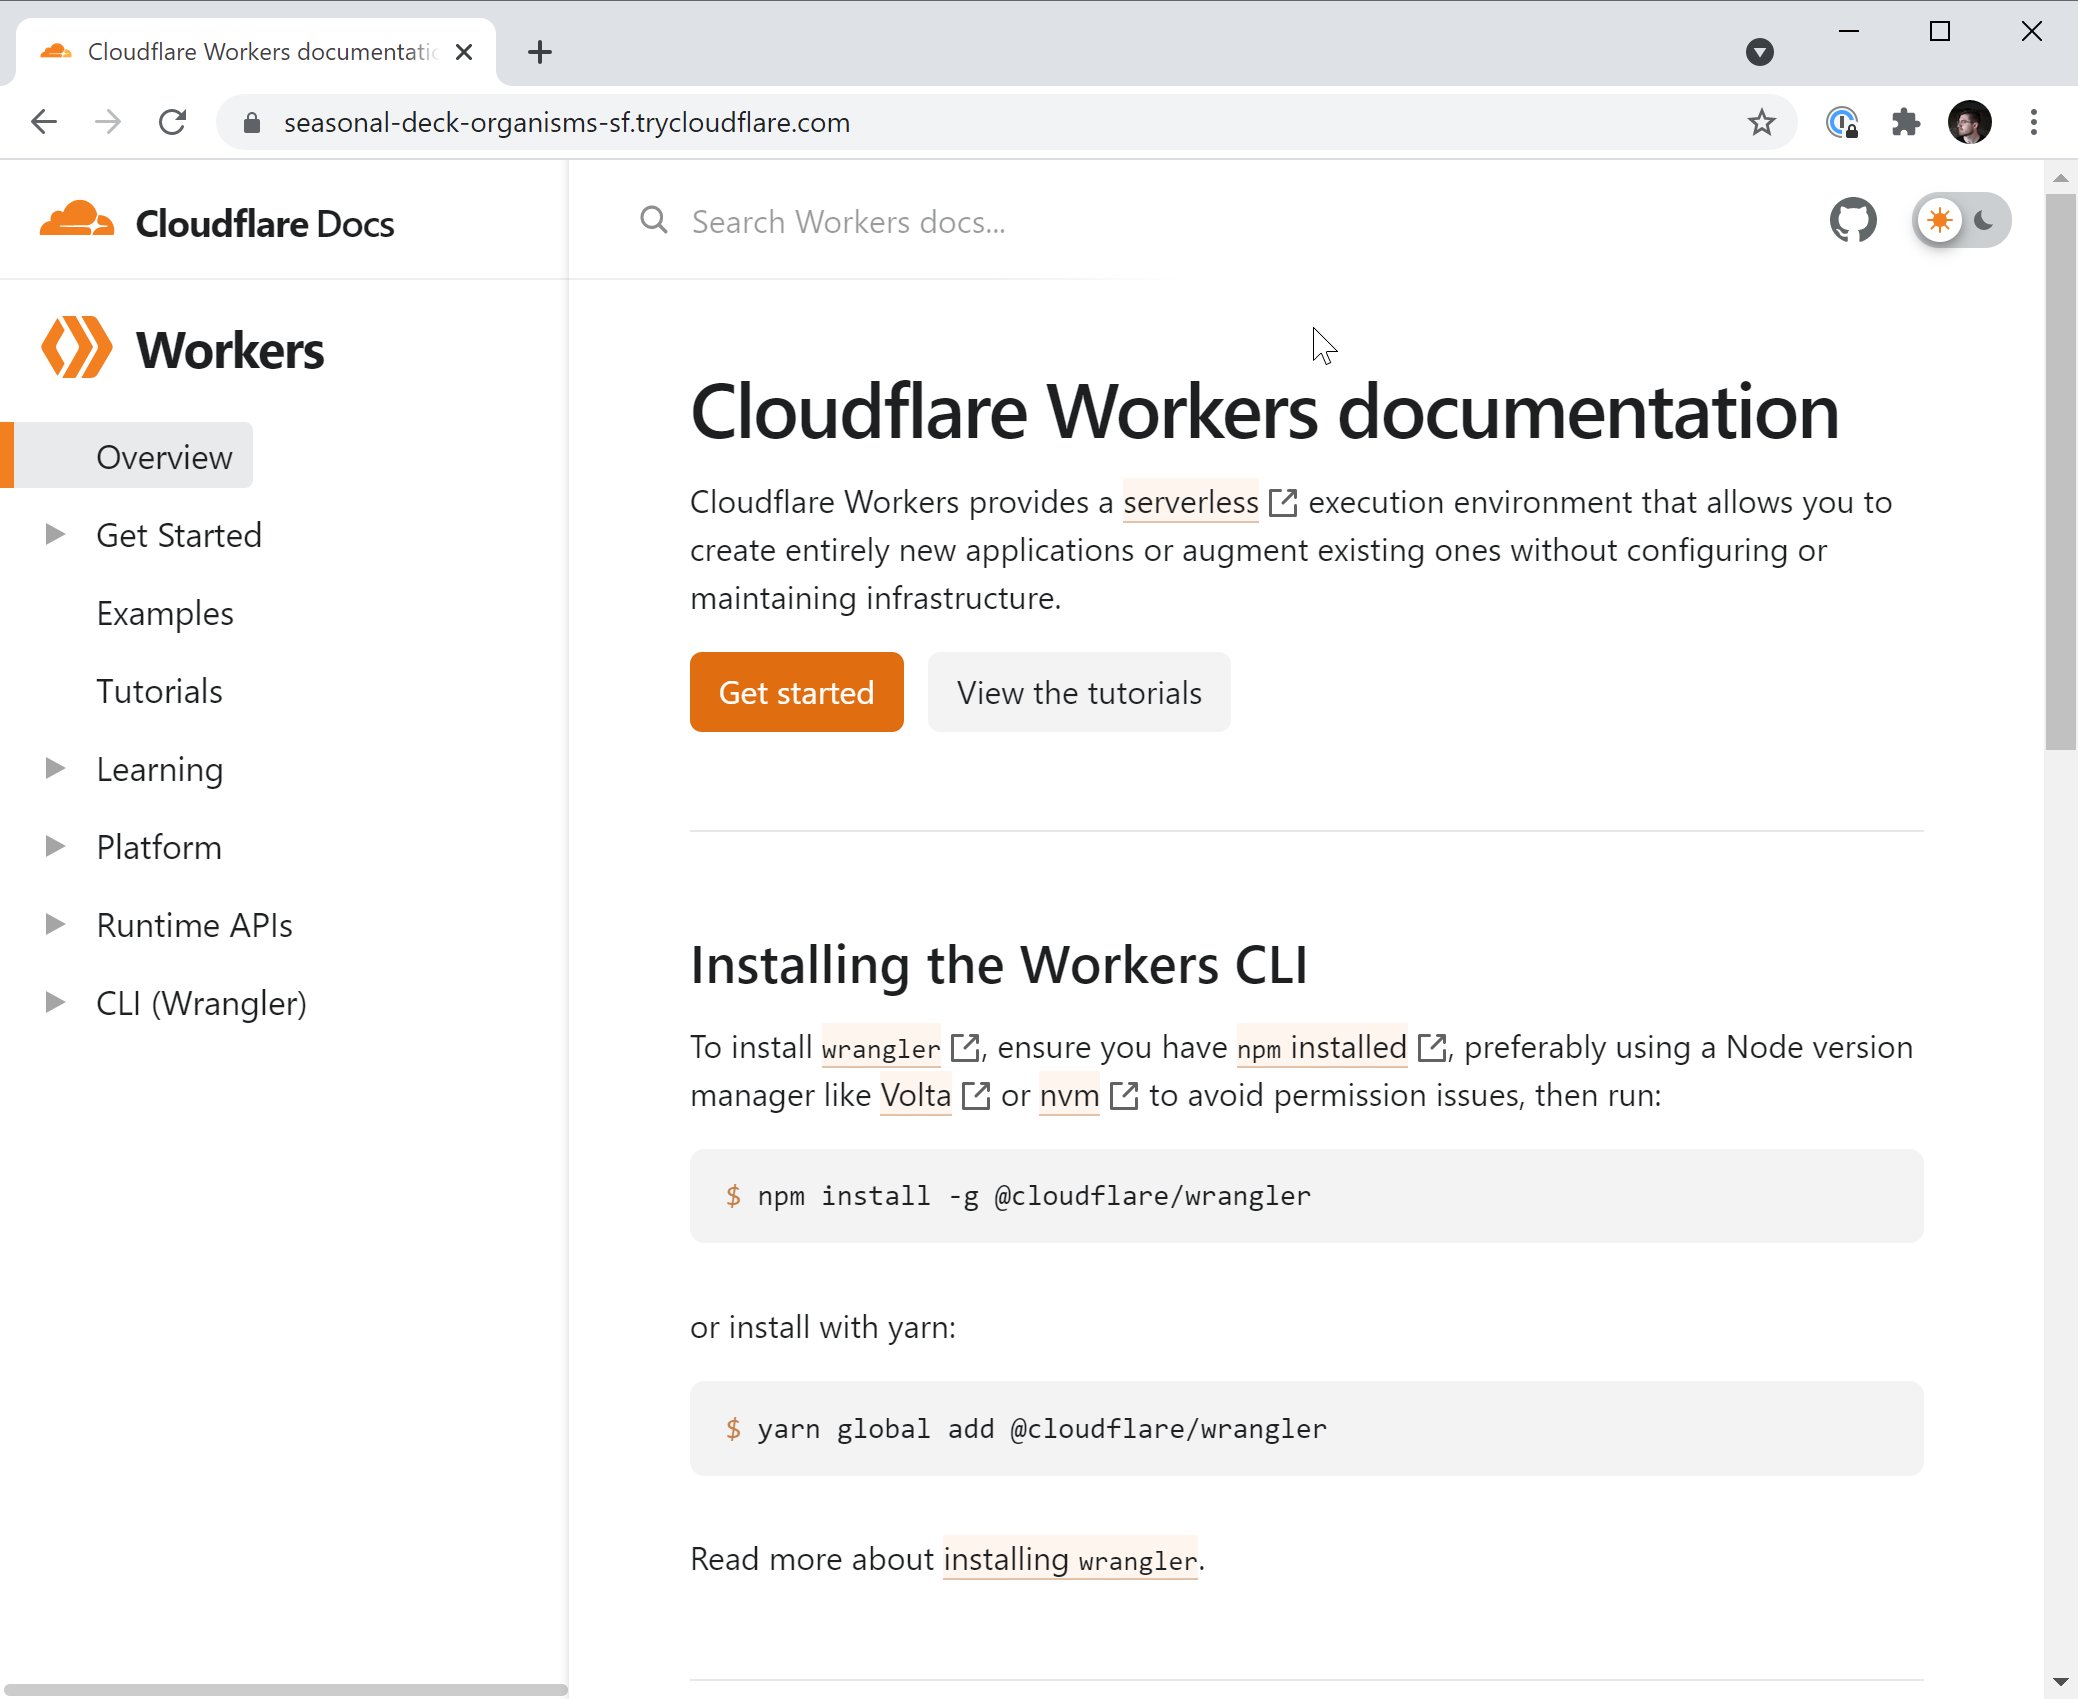 Cloudflare Workers documentatio
seasonal-deck-organisms-sf.trycloudflare.com
Cloudflare Docs
Search Workers docs...
Workers
Overview
Get Started
Examples
Tutorials
Learning
Platform
Runtime APIs
CLI (Wrangler)
Cloudflare Workers documentation
Cloudflare Workers provides a serverless execution environment that allows you to
create entirely new applications or augment existing ones without configuring or
maintaining infrastructure.
Get started
View the tutorials
Installing the Workers CLI
To install wrangler, ensure you have npm installed, preferably using a Node version
manager like Volta or nvm to avoid permission issues, then run:
$ npm install -g @cloudflare/wrangler
or install with yarn:
$ yarn global add @cloudflare/wrangler
Read more about installing wrangler.